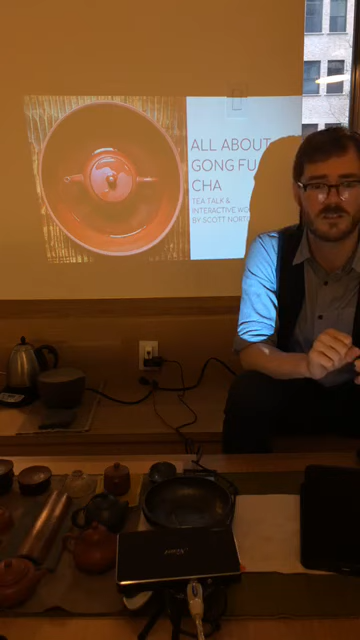 ALL ABOUT
GONG FU
CHA
TEA TALK &
INTERACTIVE WO
BY SCOTT NORT